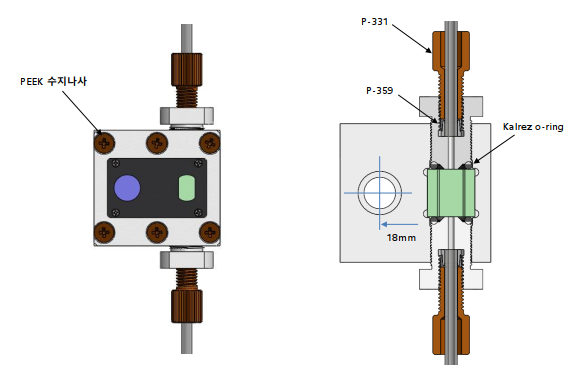 P-331
PEEK 수지나사
P-359
Kalrez o-ring
18mm